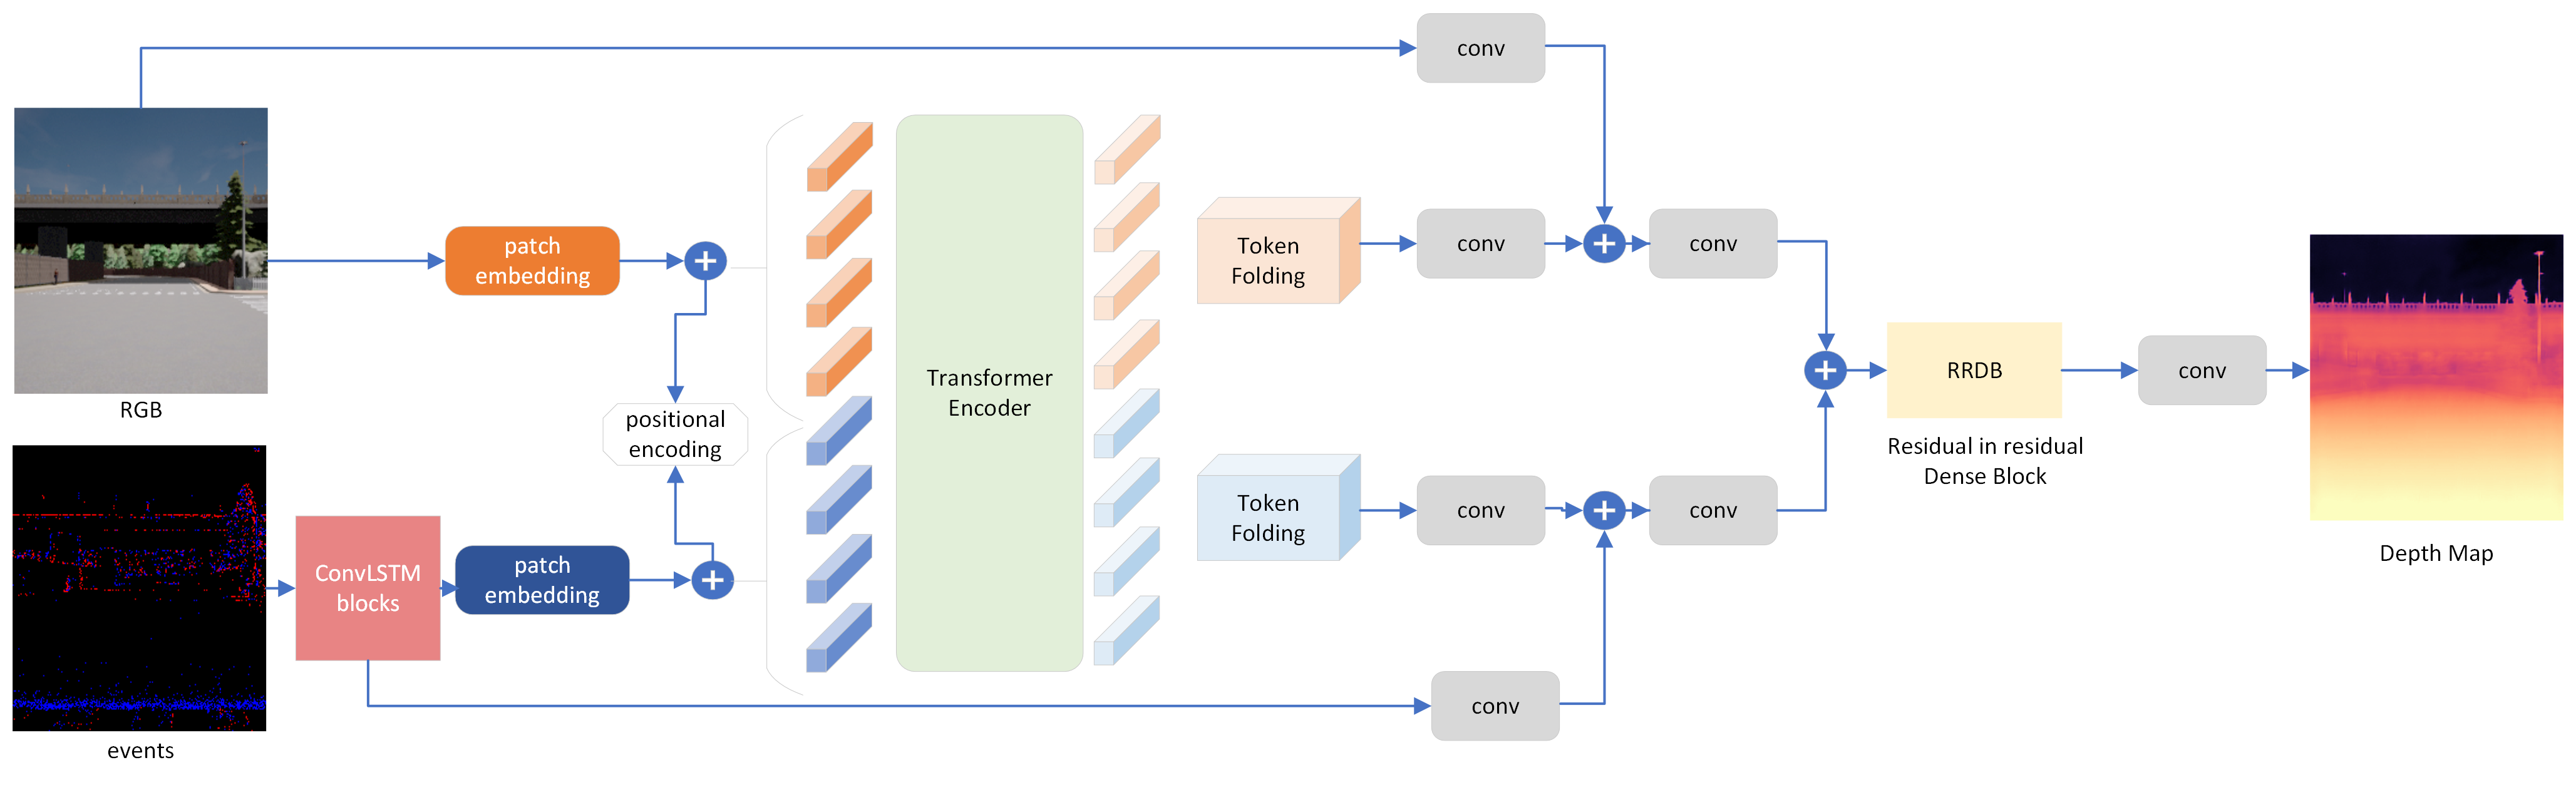 conv
RGB
patch
embedding
positional
encoding
events
ConvLSTM
blocks
patch
embedding
Transformer
Encoder
Token
Folding
conv
conv
Token
Folding
conv
conv
conv
RRDB
Residual in residual
Dense Block
conv
Depth Map